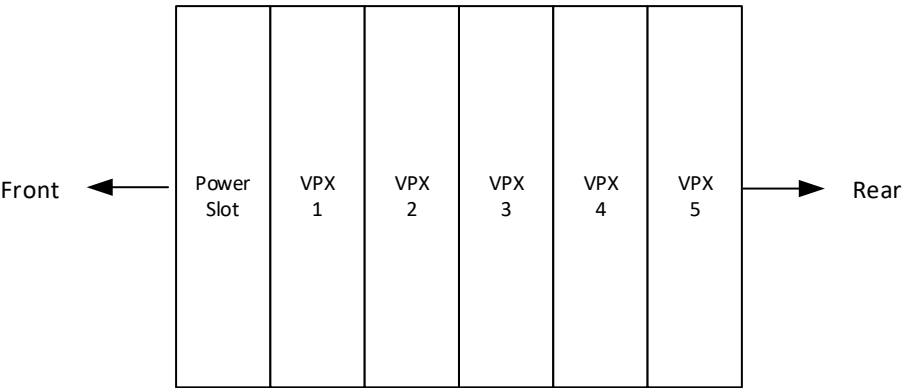 Front
Power
Slot
VPX
1
VPX
2
VPX
3
VPX
4
VPX
5
Rear